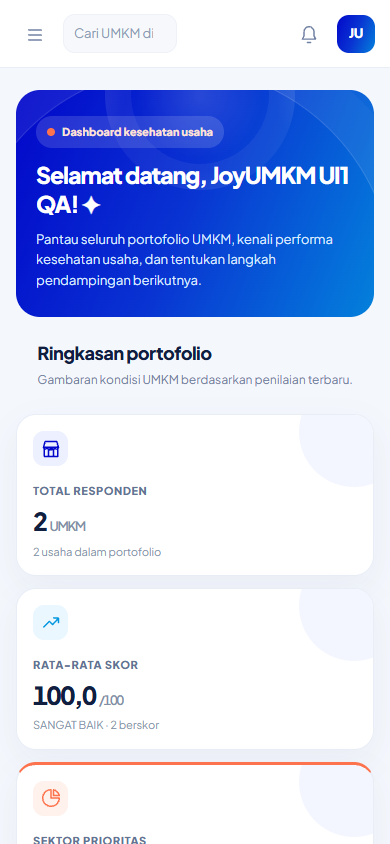 Cari UMKM di
JU
Dashboard kesehatan usaha
Selamat datang, JoyUMKM UI1
QA! ✦
Pantau seluruh portofolio UMKM, kenali performa
kesehatan usaha, dan tentukan langkah
pendampingan berikutnya.
Ringkasan portofolio
Gambaran kondisi UMKM berdasarkan penilaian terbaru.
TOTAL RESPONDEN
2 UMKM
2 usaha dalam portofolio
RATA-RATA SKOR
100,0 /100
SANGAT BAIK · 2 berskor
SEKTOR PRIORITAS